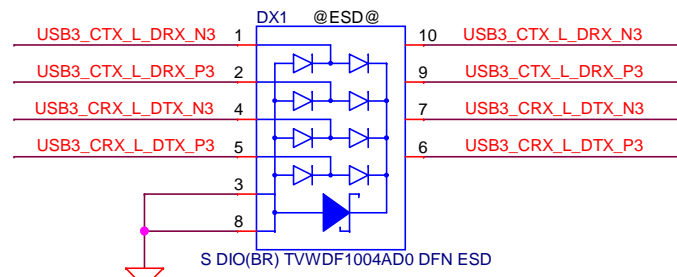 DX1 @ESD@
USB3_CTX_L_DRX_N3 1 10 USB3_CTX_L_DRX_N3
USB3_CTX_L_DRX_P3 2 9 USB3_CTX_L_DRX_P3
USB3_CRX_L_DTX_N3 4 7 USB3_CRX_L_DTX_N3
USB3_CRX_L_DTX_P3 5 6 USB3_CRX_L_DTX_P3
3
8
S DIO(BR) TVWDF1004AD0 DFN ESD